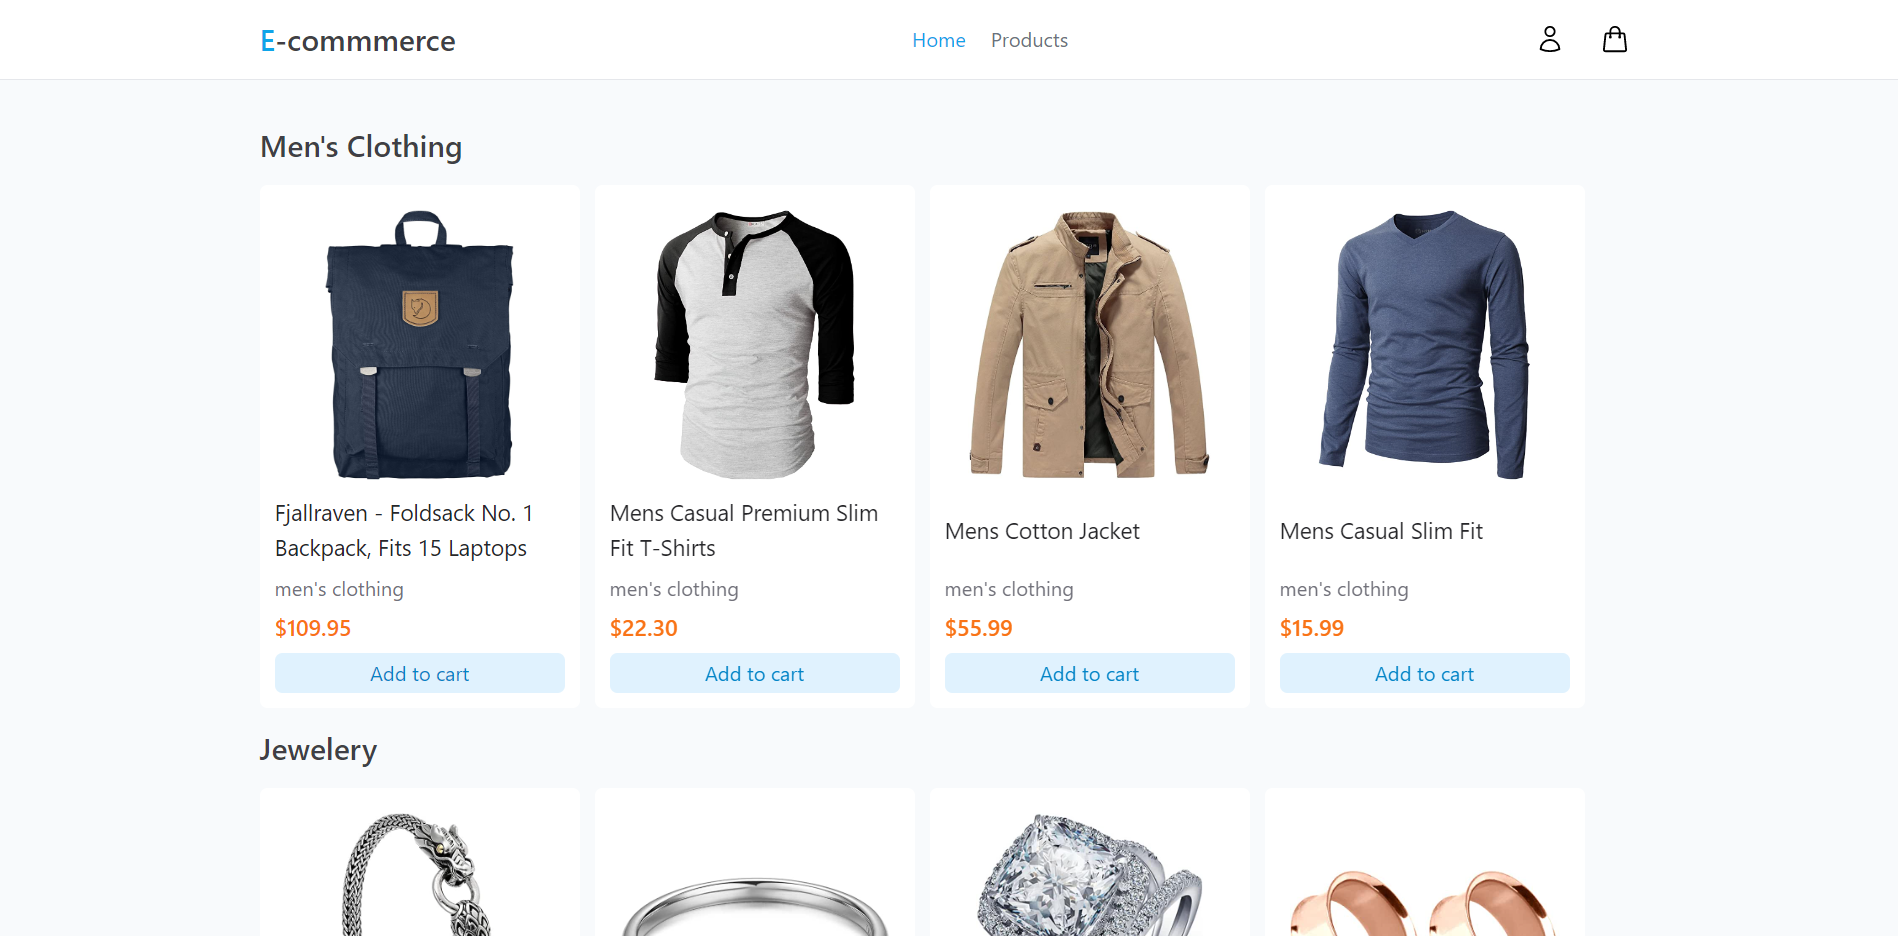 E-commmerce
Home Products
Men's Clothing
Fjallraven - Foldsack No. 1
Backpack, Fits 15 Laptops
men's clothing
$109.95
Add to cart
Mens Casual Premium Slim
Fit T-Shirts
men's clothing
$22.30
Add to cart
Mens Cotton Jacket
men's clothing
$55.99
Add to cart
Mens Casual Slim Fit
men's clothing
$15.99
Add to cart
Jewelery